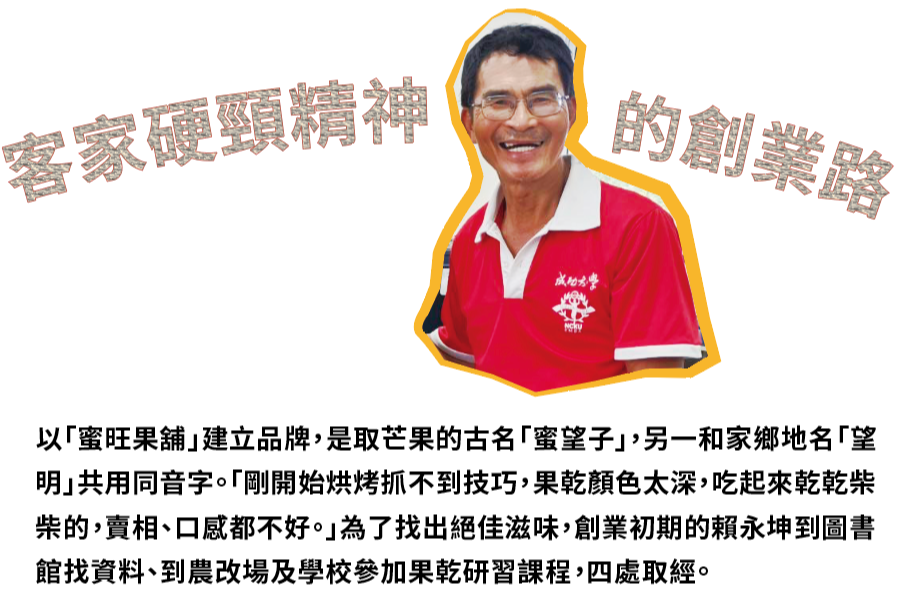 客家硬頸精神
的創業路
成功大學
NCKU
以「蜜旺果舖」建立品牌，是取芒果的古名「蜜望子」，另一和家鄉地名「望
明」共用同音字。「剛開始烘烤抓不到技巧，果乾顏色太深，吃起來乾乾柴
柴的，賣相、口感都不好。」為了找出絕佳滋味，創業初期的賴永坤到圖書
館找資料、到農改場及學校參加果乾研習課程，四處取經。